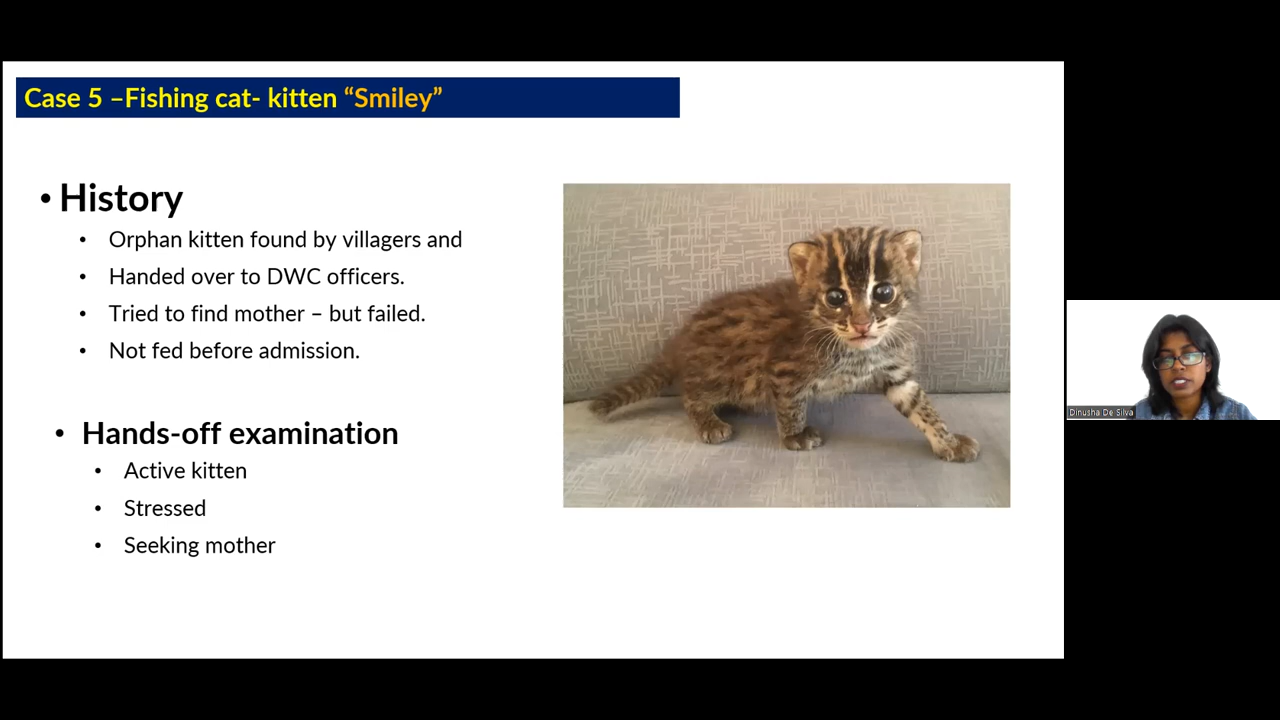 Case 5 –Fishing cat- kitten “Smiley”
• History
• Orphan kitten found by villagers and
• Handed over to DWC officers.
• Tried to find mother – but failed.
• Not fed before admission.
• Hands-off examination
• Active kitten
• Stressed
• Seeking mother
Dinusha De Silva